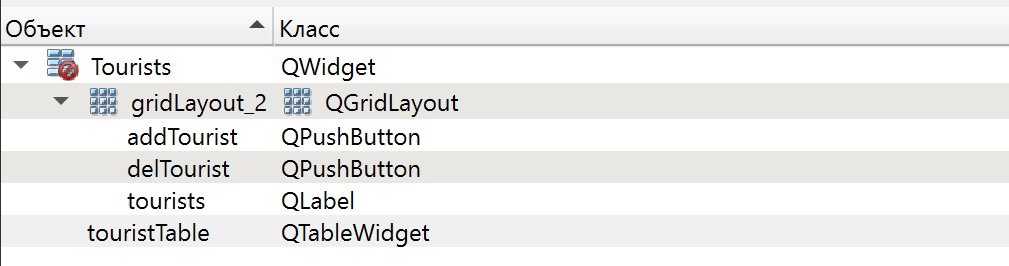 Объект Класс
Tourists QWidget
gridLayout_2 QGridLayout
addTourist QPushButton
delTourist QPushButton
tourists QLabel
touristTable QTableWidget